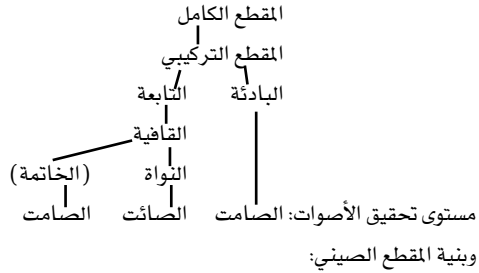 المقطع الكامل
المقطع التركيبي
البادئة التابعة
القافية
النواة (الخاتمة)
مستوى تحقيق الأصوات: الصامت الصائت الصامت
وبنية المقطع الصيني: